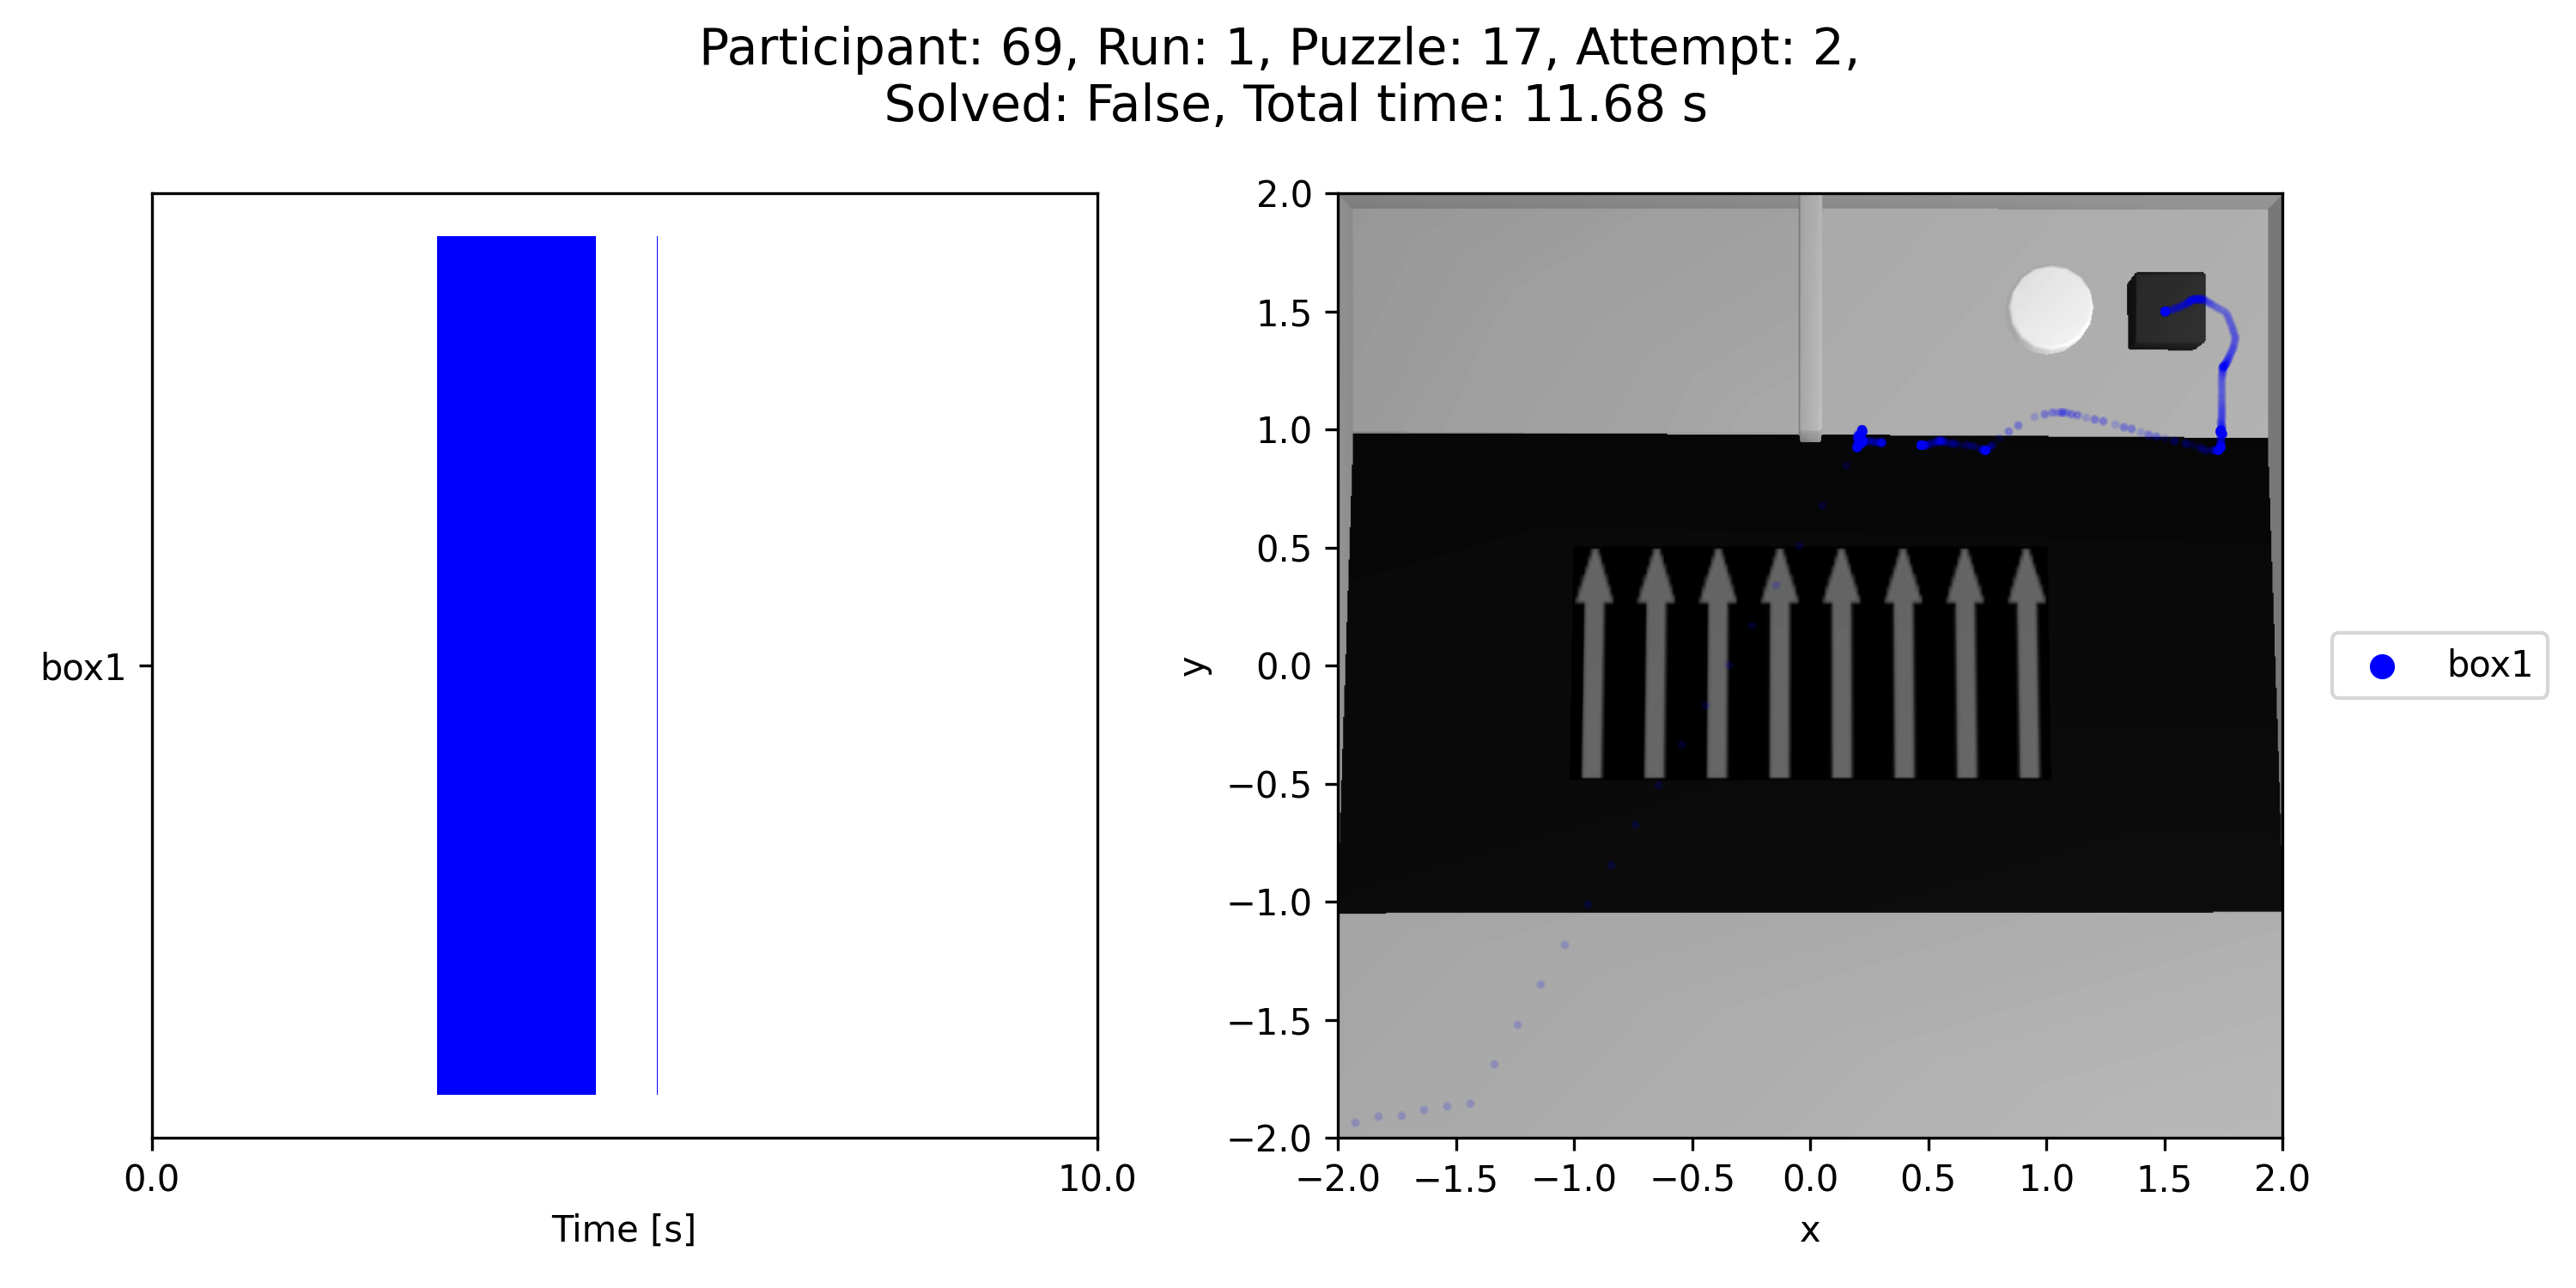 Participant: 69, Run: 1, Puzzle: 17, Attempt: 2,
Solved: False, Total time: 11.68 s
box1
0.0
10.0
Time [s]
2.0
1.5
1.0
0.5
0.0
−0.5
−1.0
−1.5
−2.0
y
−2.0
−1.5
−1.0
−0.5
0.0
0.5
1.0
1.5
2.0
x
box1